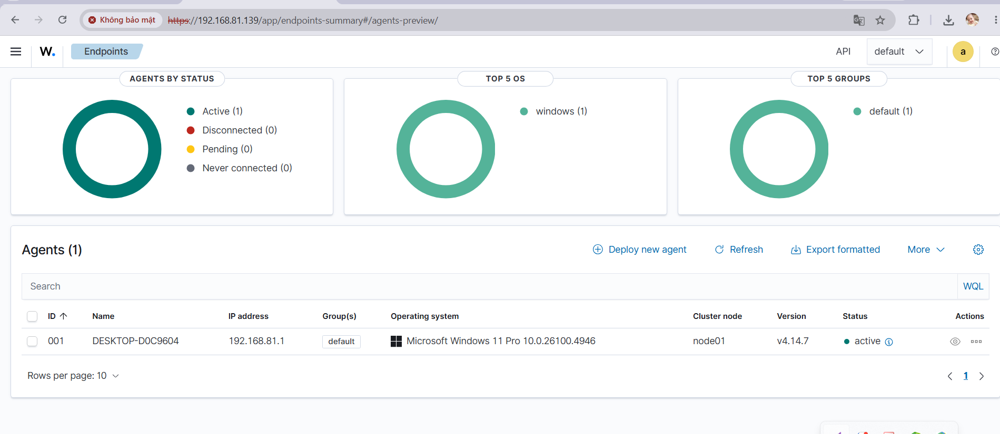 Không bảo mật https://192.168.81.139/app/endpoints-summary#/agents-preview/
W. Endpoints API default a
AGENTS BY STATUS
Active (1)
Disconnected (0)
Pending (0)
Never connected (0)
TOP 5 OS
windows (1)
TOP 5 GROUPS
default (1)
Agents (1) Deploy new agent Refresh Export formatted More
Search WQL
ID Name IP address Group(s) Operating system Cluster node Version Status Actions
001 DESKTOP-D0C9604 192.168.81.1 default Microsoft Windows 11 Pro 10.0.26100.4946 node01 v4.14.7 active
Rows per page: 10 1